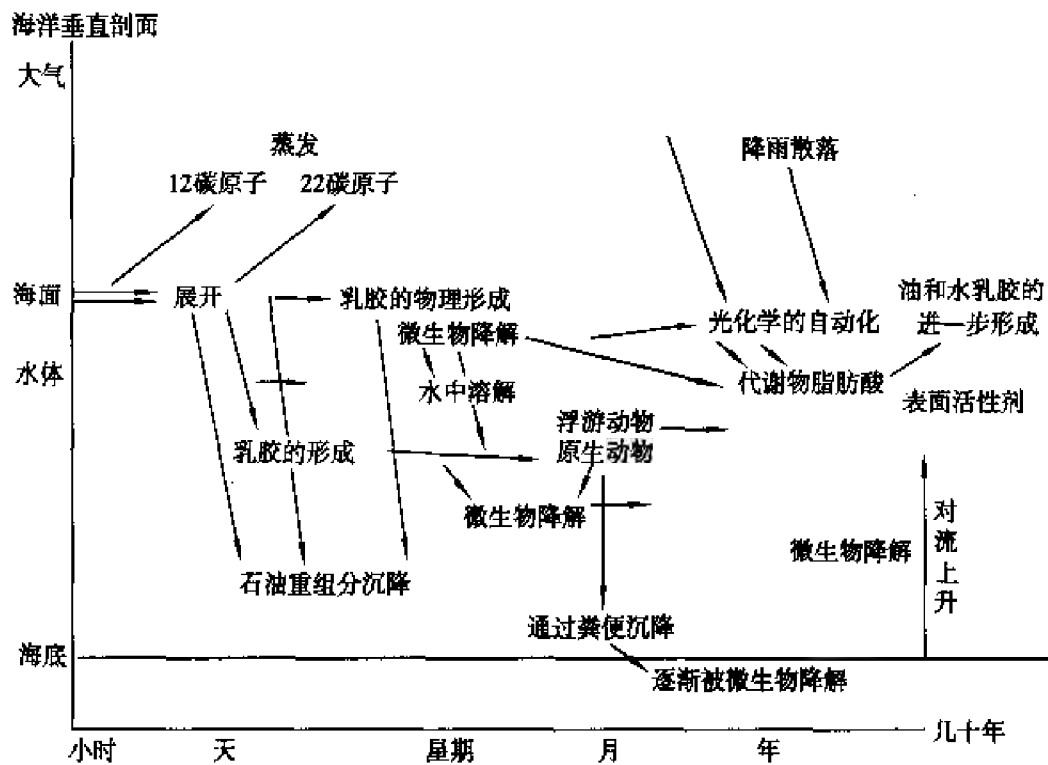 海洋垂直剖面
大气
蒸发
12碳原子 22碳原子
降雨散落
海面
展开
乳胶的物理形成
微生物降解
光化学的自动化
油和水乳胶的
进一步形成
水体
水中溶解
代谢物脂肪酸
表面活性剂
浮游动物
原生动物
乳胶的形成
微生物降解
石油重组分沉降
微生物降解
对流上升
通过粪便沉降
海底
逐渐被微生物降解
小时 天 星期 月 年 几十年